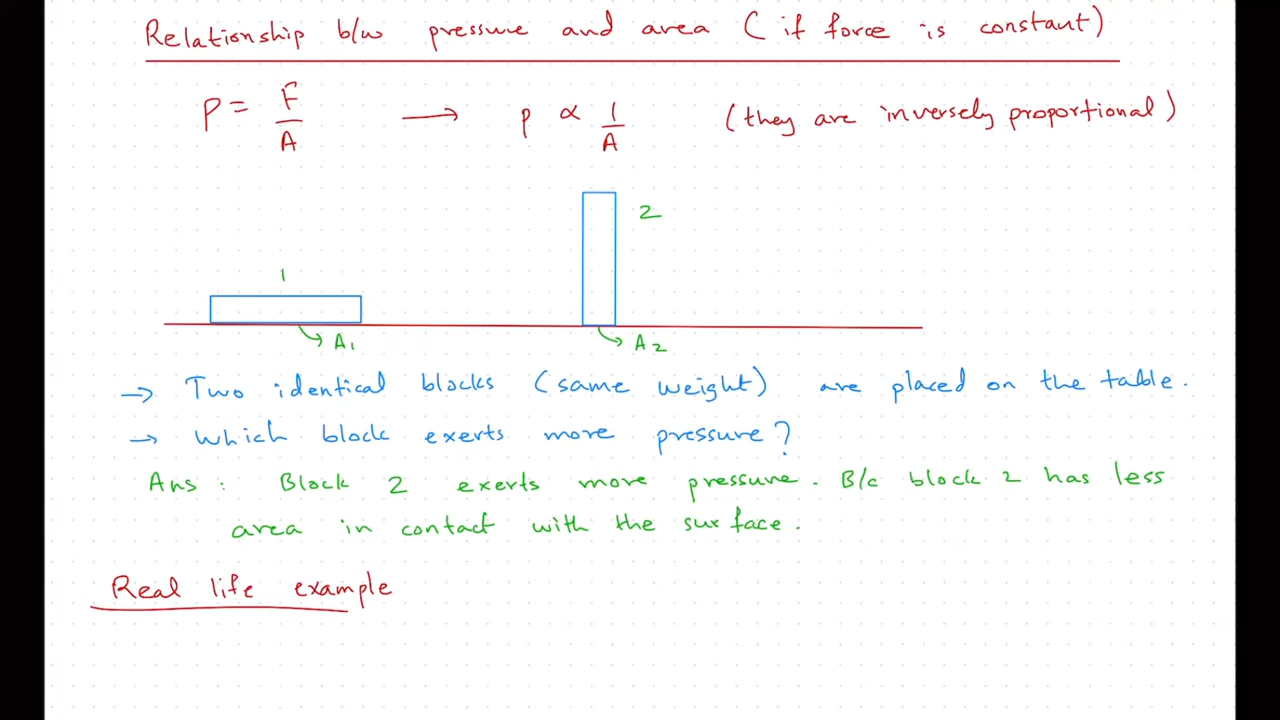 Relationship b/w pressure and area (if force is constant)
P = F/A → p ∝ 1/A (they are inversely proportional)
2
1
A1 A2
→ Two identical blocks (same weight) are placed on the table.
→ Which block exerts more pressure?
Ans : Block 2 exerts more pressure. B/c block 2 has less
area in contact with the surface.
Real life example